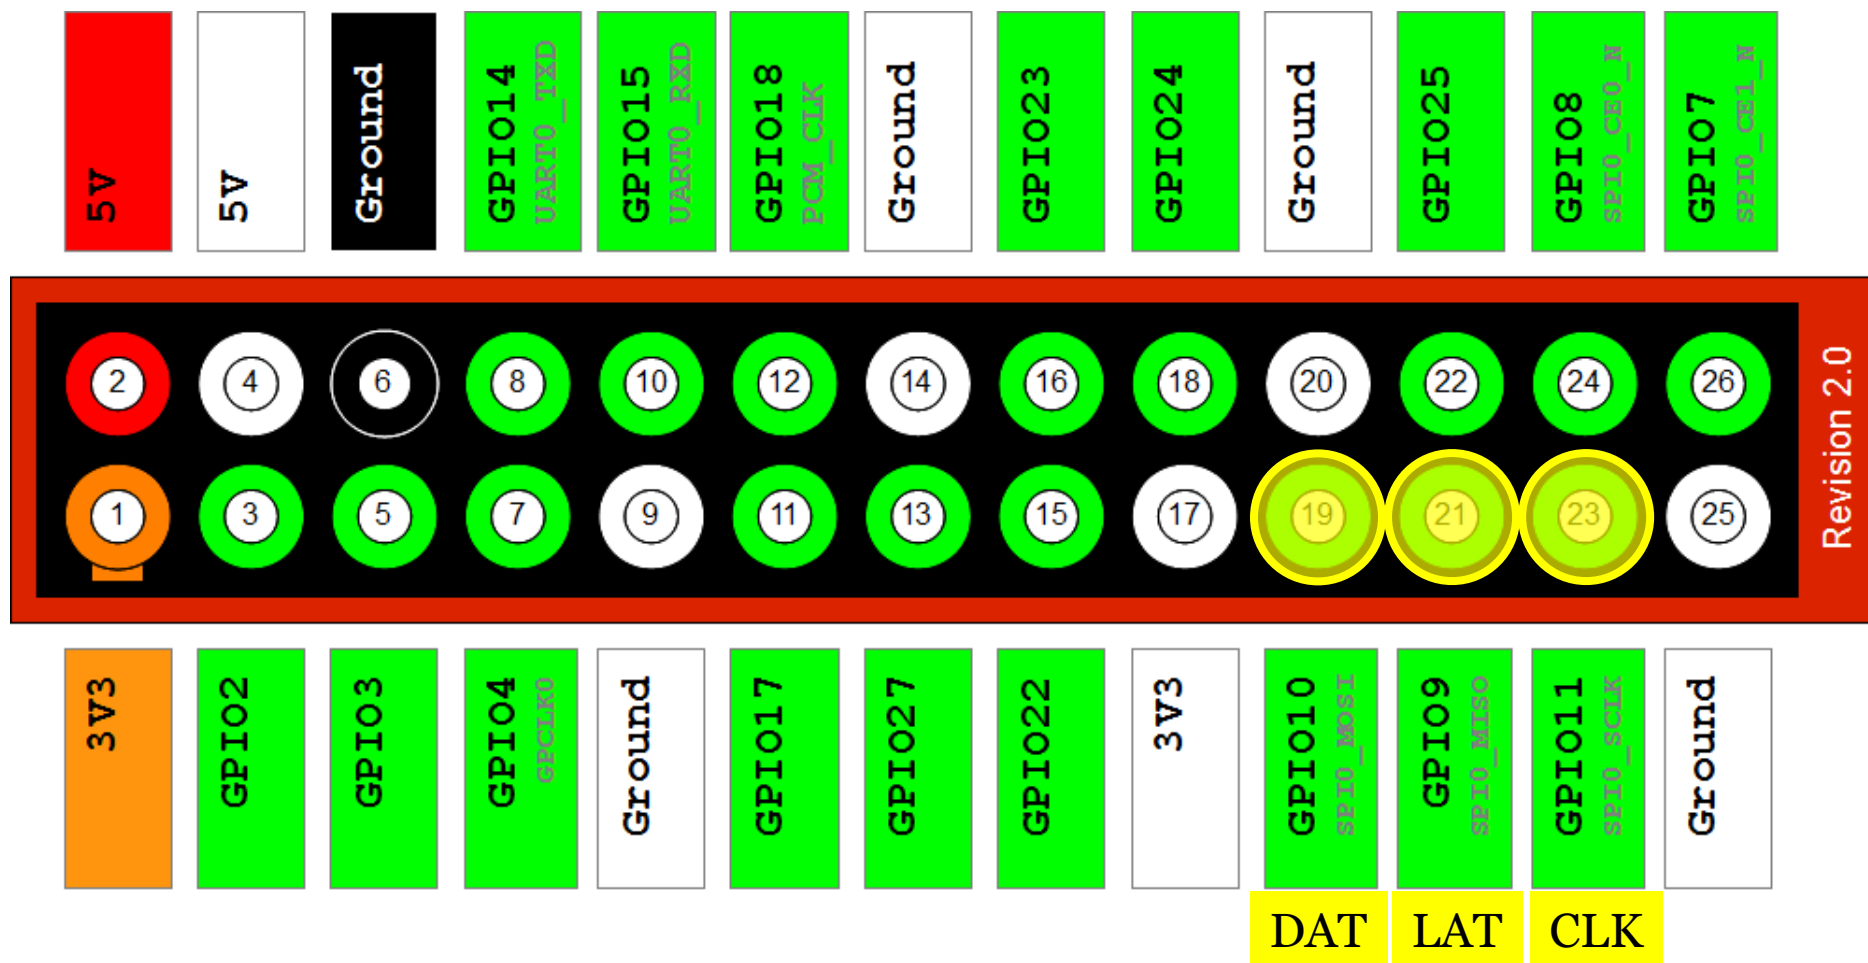 5V
5V
Ground
GPIO14
UART0_TXD
GPIO15
UART0_RXD
GPIO18
PCM_CLK
Ground
GPIO23
GPIO24
Ground
GPIO25
GPIO8
SPI0_CE0_N
GPIO7
SPI0_CE1_N
2 4 6 8 10 12 14 16 18 20 22 24 26
1 3 5 7 9 11 13 15 17 19 21 23 25
Revision 2.0
3V3
GPIO2
GPIO3
GPIO4
GPCLK0
Ground
GPIO17
GPIO27
GPIO22
3V3
GPIO10
SPI0_MOSI
GPIO9
SPI0_MISO
GPIO11
SPI0_SCLK
Ground
DAT LAT CLK